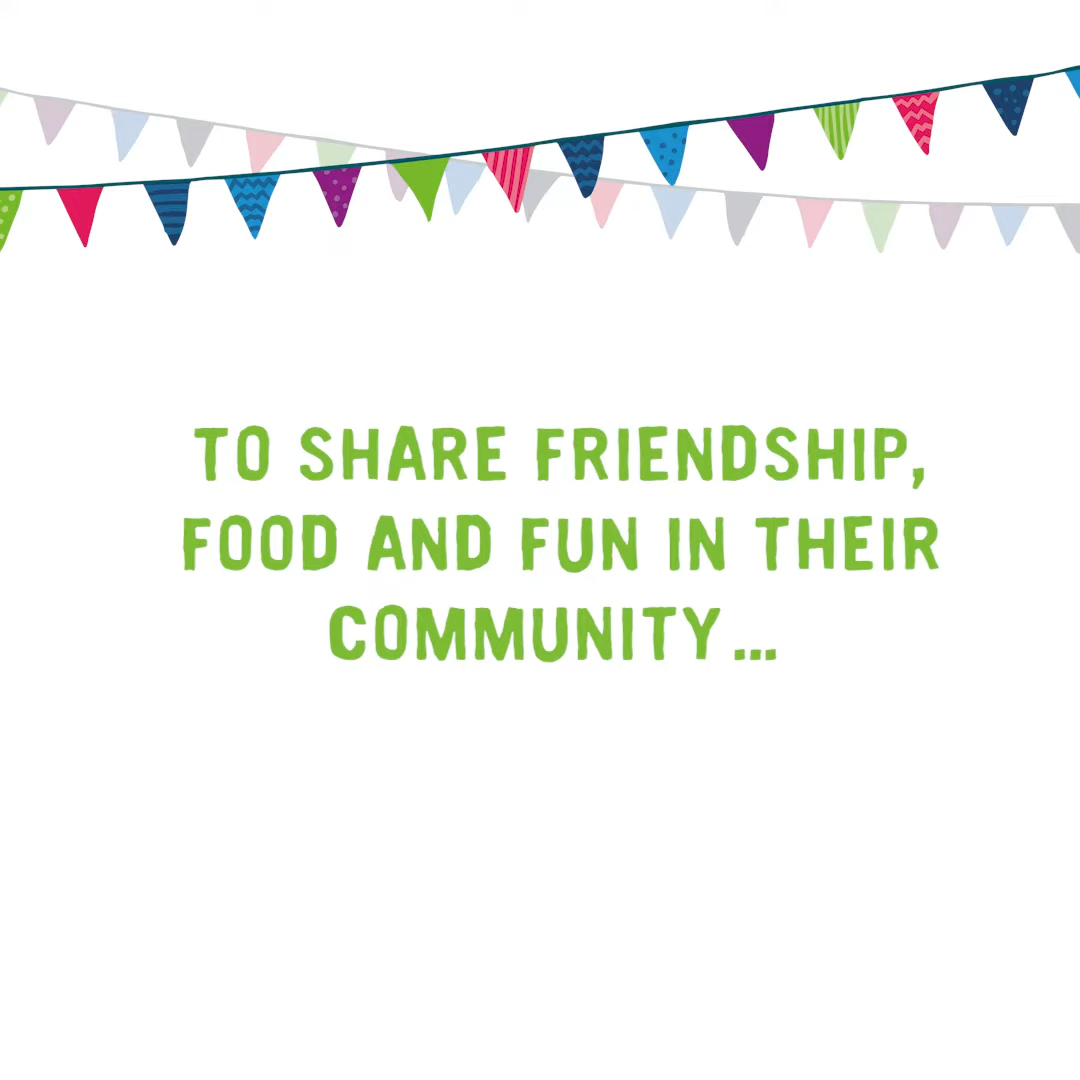 TO SHARE FRIENDSHIP,
FOOD AND FUN IN THEIR
COMMUNITY...